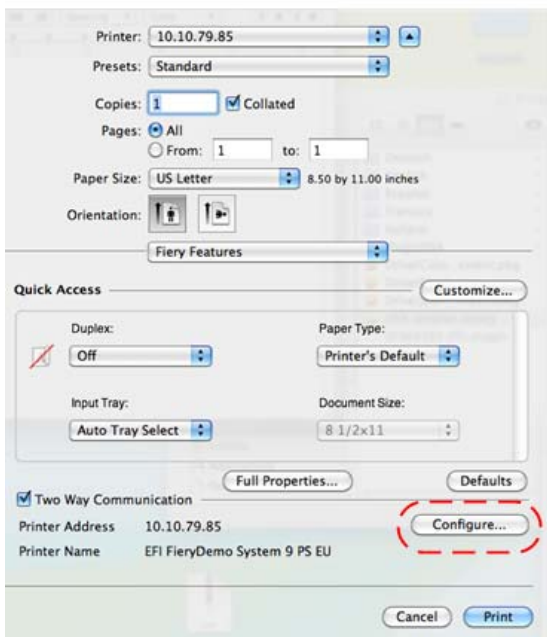 Printer: 10.10.79.85
Presets: Standard
Copies: 1 Collated
Pages: All
From: 1 to: 1
Paper Size: US Letter 8.50 by 11.00 inches
Orientation:
Fiery Features
Quick Access Customize...
Duplex: Paper Type:
Off Printer's Default
Input Tray: Document Size:
Auto Tray Select 8 1/2x11
Full Properties... Defaults
Two Way Communication
Printer Address 10.10.79.85 Configure...
Printer Name EFI FieryDemo System 9 PS EU
Cancel Print